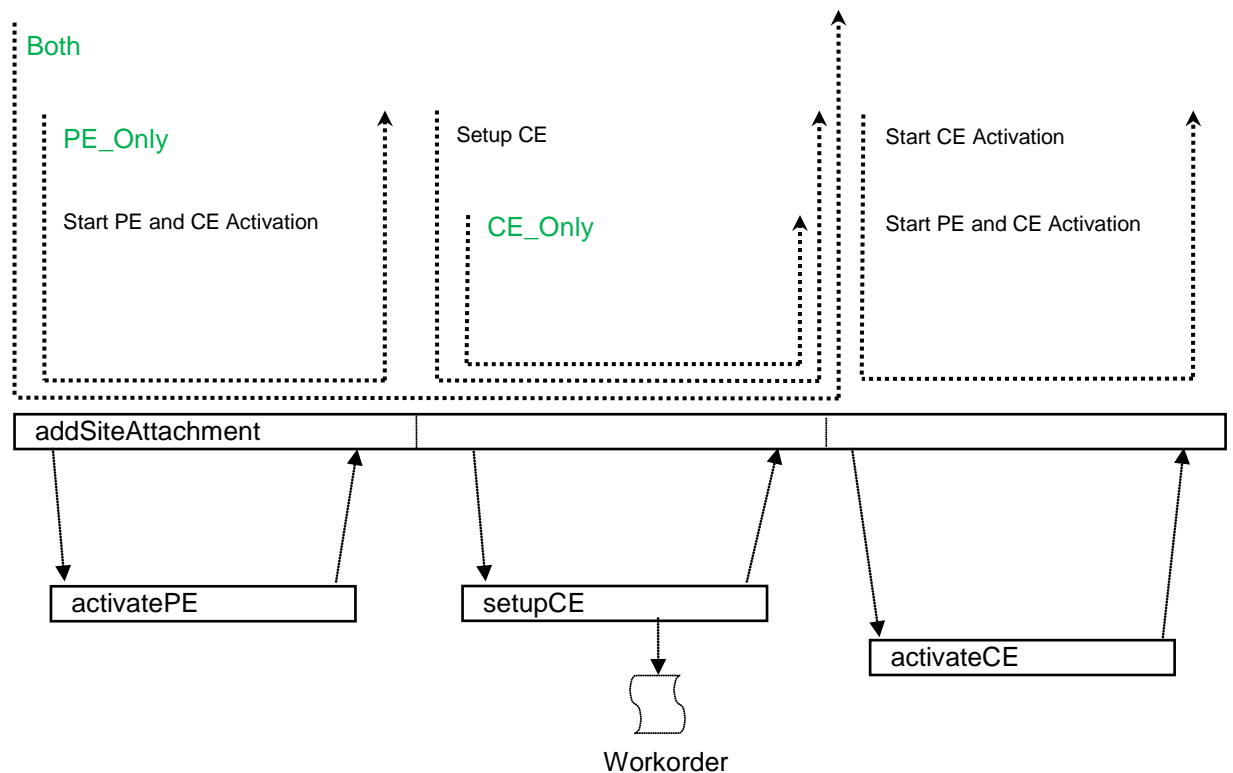 Both
PE_Only
Setup CE
Start CE Activation
Start PE and CE Activation
CE_Only
Start PE and CE Activation
addSiteAttachment
activatePE
setupCE
activateCE
Workorder